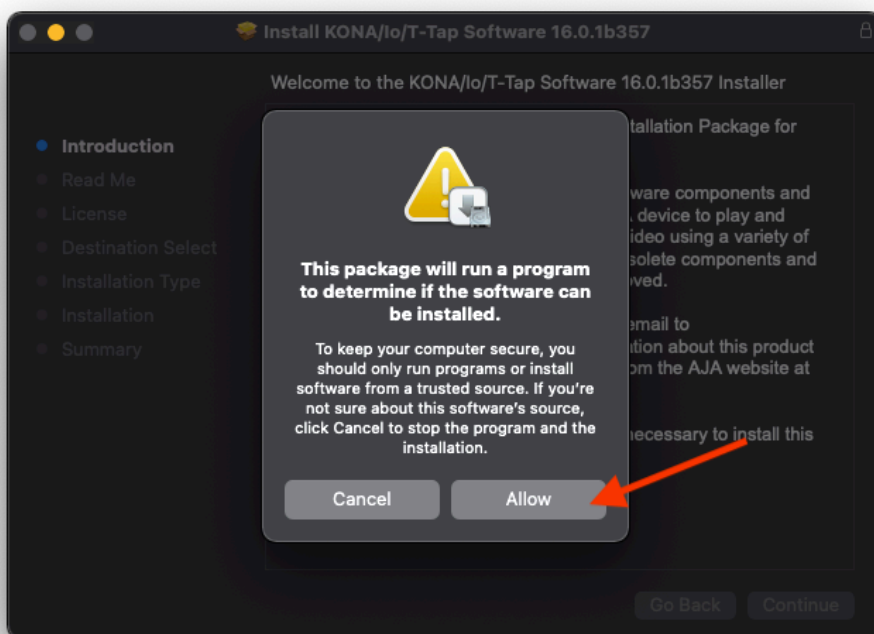 Install KONA/Io/T-Tap Software 16.0.1b357
Welcome to the KONA/Io/T-Tap Software 16.0.1b357 Installer
Introduction
Read Me
License
Destination Select
Installation Type
Installation
Summary
tallation Package for
ware components and
device to play and
ideo using a variety of
solete components and
oved.
email to
tion about this product
om the AJA website at
necessary to install this
This package will run a program
to determine if the software can
be installed.
To keep your computer secure, you
should only run programs or install
software from a trusted source. If you're
not sure about this software's source,
click Cancel to stop the program and the
installation.
Cancel
Allow
Go Back
Continue